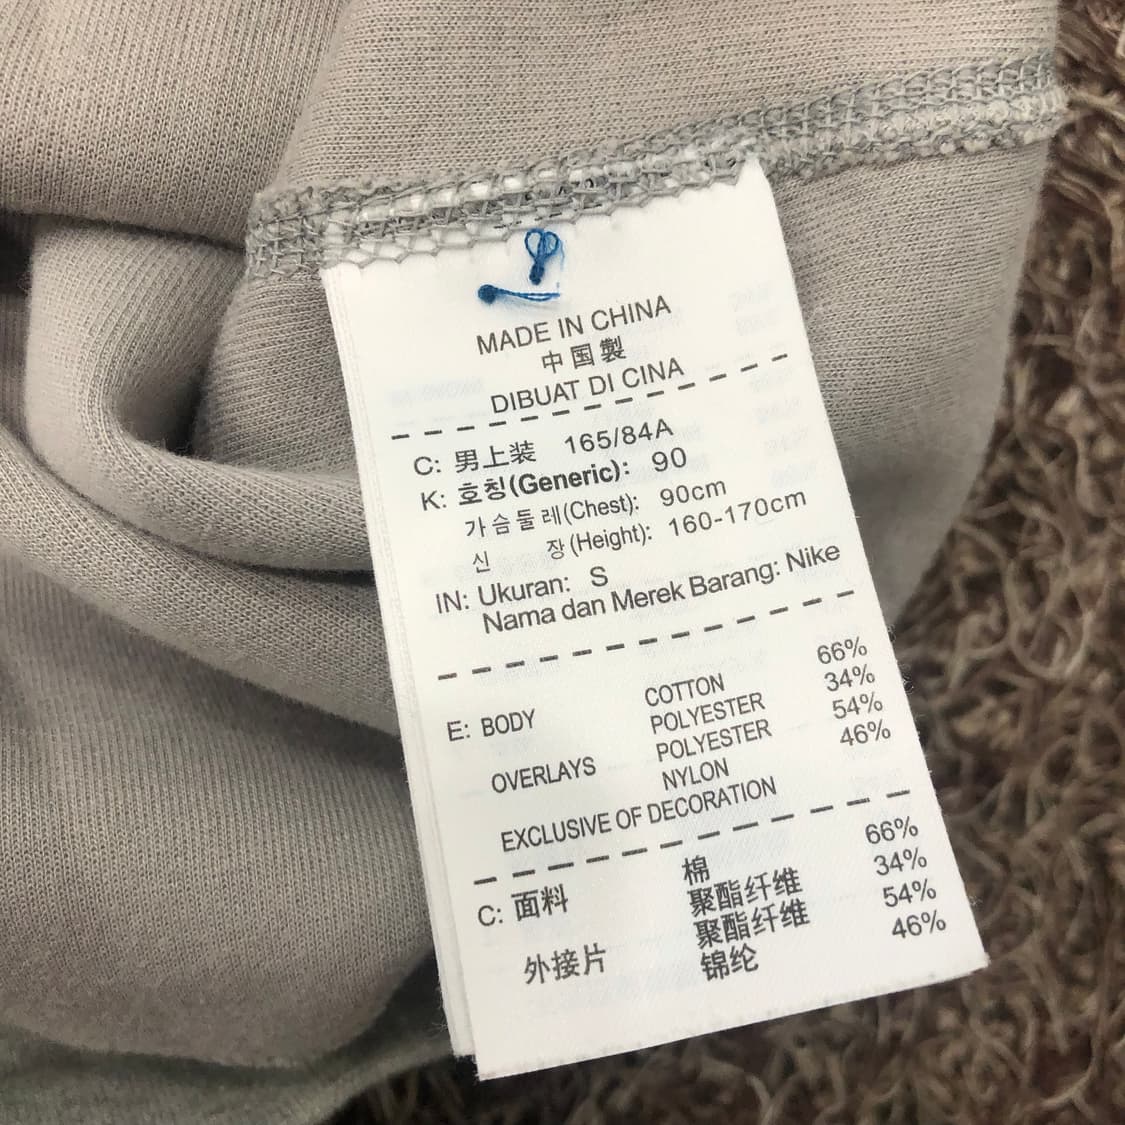 MADE IN CHINA
中国製
DIBUAT DI CINA
C: 男上装 165/84A
K: 호칭(Generic): 90
가슴둘레(Chest): 90cm
신 장(Height): 160-170cm
IN: Ukuran: S
Nama dan Merek Barang: Nike
E: BODY COTTON 66%
POLYESTER 34%
OVERLAYS POLYESTER 54%
NYLON 46%
EXCLUSIVE OF DECORATION
C: 面料 棉 66%
聚酯纤维 34%
外接片 聚酯纤维 54%
锦纶 46%